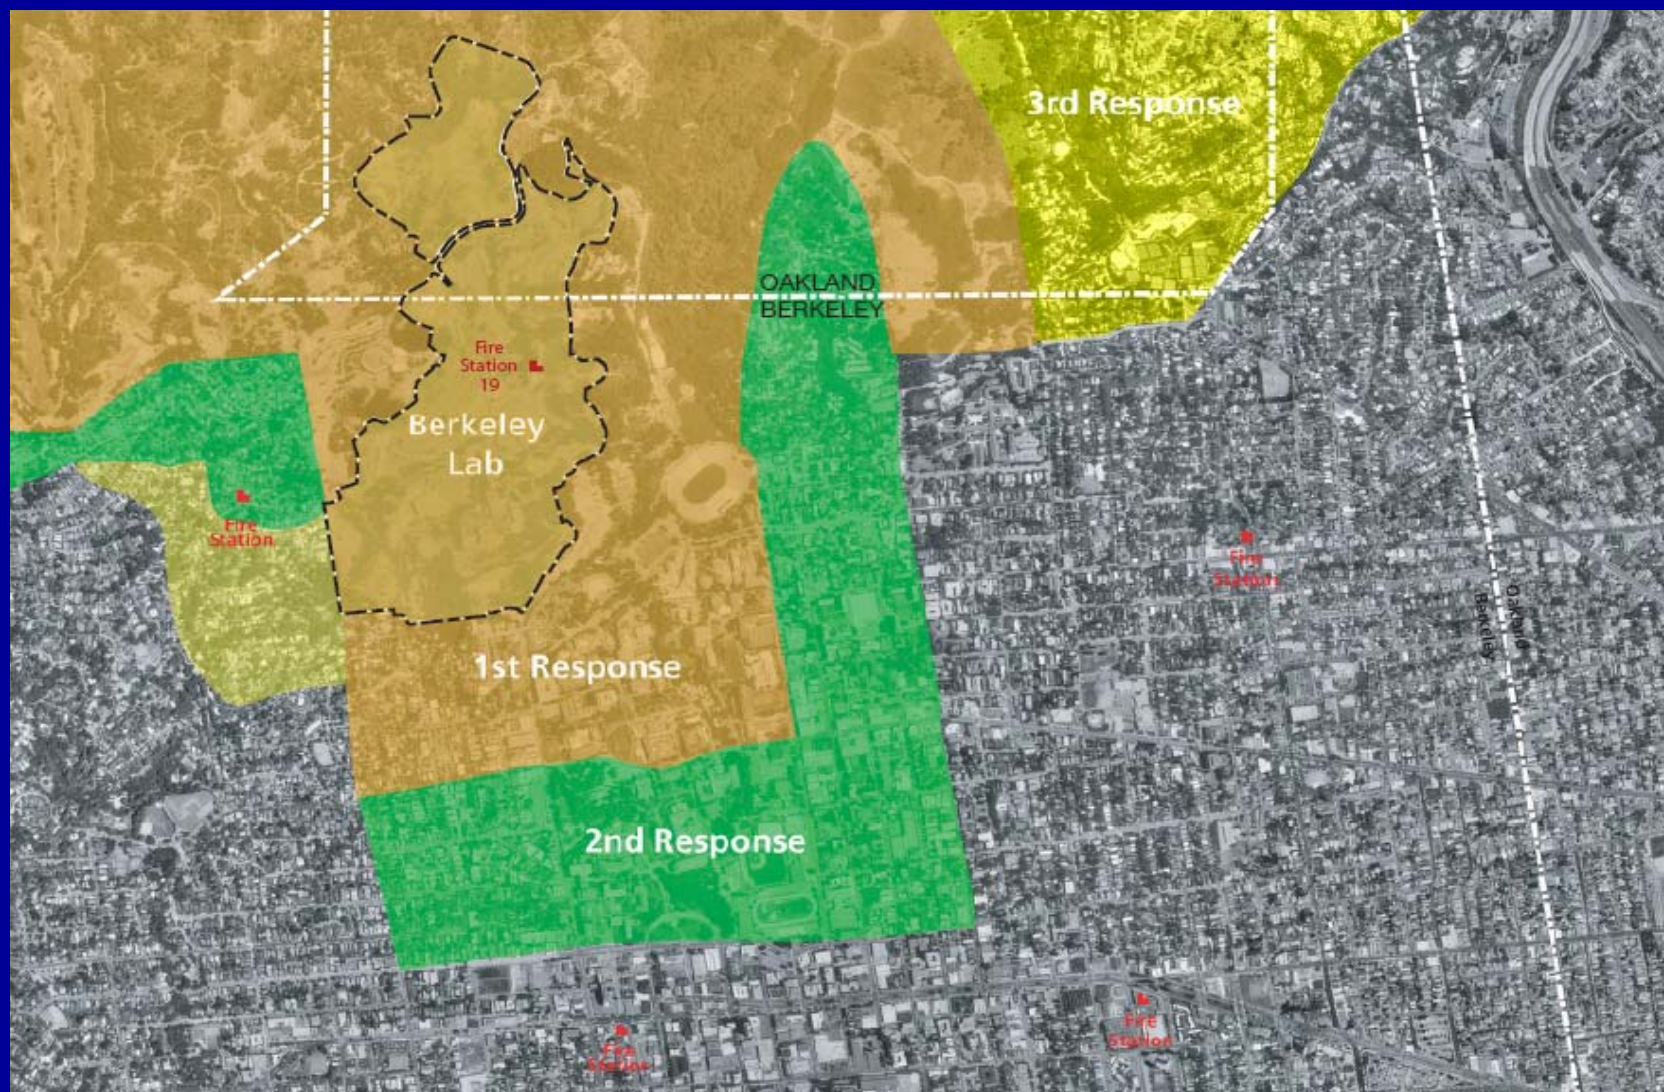 3rd Response
OAKLAND
BERKELEY
Fire
Station
19
Berkeley
Lab
Fire
Station
Fire
Station
Oakland
Berkeley
1st Response
2nd Response
Fire
Station
Fire
Station